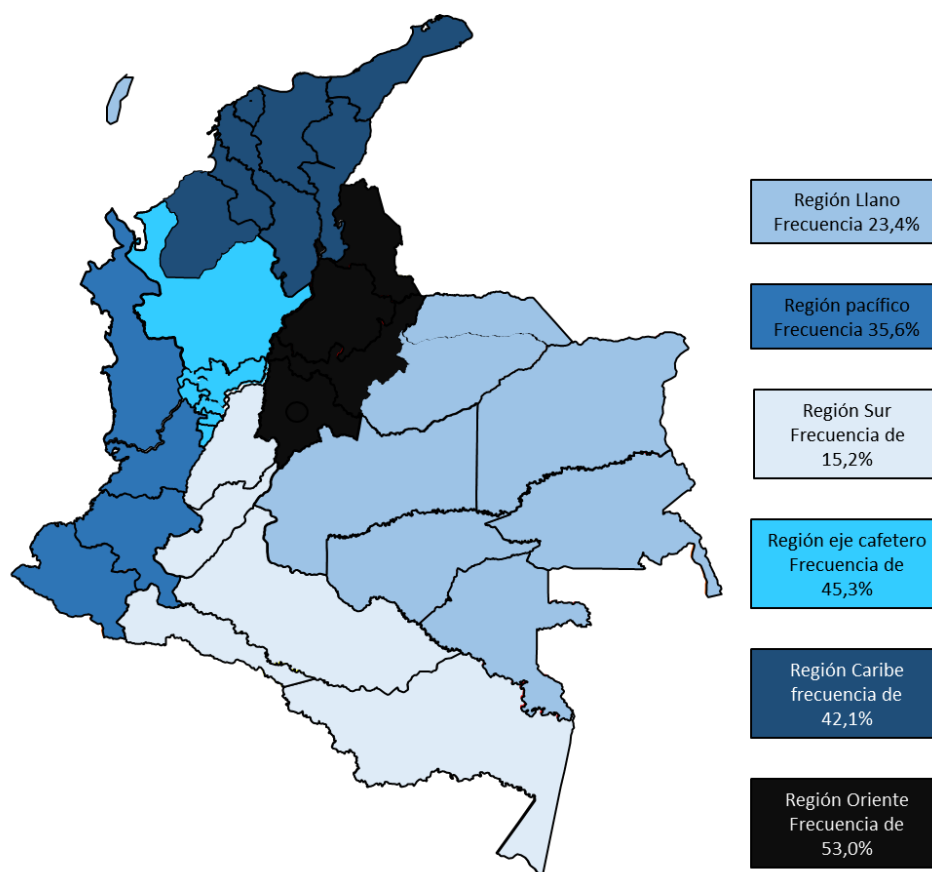 Región Llano
Frecuencia 23,4%
Región pacífico
Frecuencia 35,6%
Región Sur
Frecuencia de
15,2%
Región eje cafetero
Frecuencia de
45,3%
Región Caribe
frecuencia de
42,1%
Región Oriente
Frecuencia de
53,0%